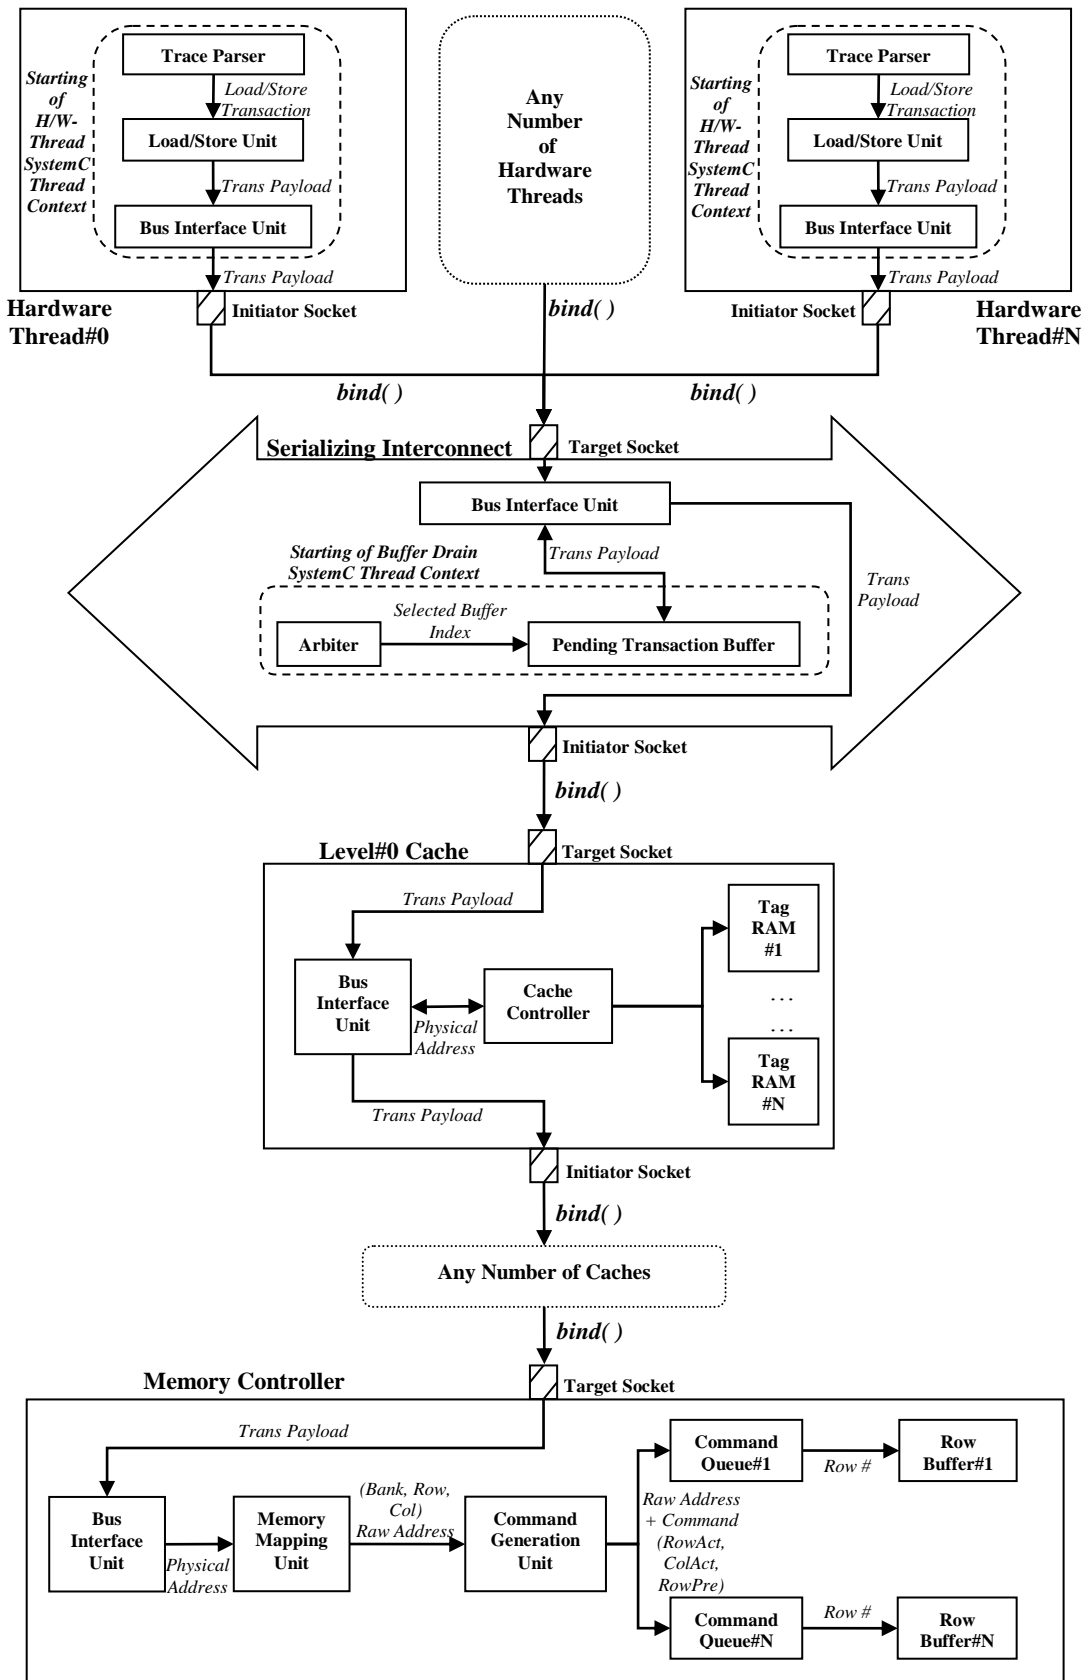 Trace Parser
Starting
of
H/W-
Thread
SystemC
Thread
Context
Load/Store
Transaction
Load/Store Unit
Trans Payload
Bus Interface Unit
Trans Payload
Hardware
Thread#0
Initiator Socket
Any
Number
of
Hardware
Threads
Trace Parser
Starting
of
H/W-
Thread
SystemC
Thread
Context
Load/Store
Transaction
Load/Store Unit
Trans Payload
Bus Interface Unit
Trans Payload
Initiator Socket
Hardware
Thread#N
bind( )
bind( )
bind( )
Serializing Interconnect
Target Socket
Bus Interface Unit
Starting of Buffer Drain
SystemC Thread Context
Trans Payload
Trans
Payload
Selected Buffer
Index
Arbiter
Pending Transaction Buffer
Initiator Socket
bind( )
Level#0 Cache
Target Socket
Trans Payload
Bus
Interface
Unit
Physical
Address
Cache
Controller
Tag
RAM
#1
...
...
Tag
RAM
#N
Trans Payload
Initiator Socket
bind( )
Any Number of Caches
bind( )
Memory Controller
Target Socket
Trans Payload
Bus
Interface
Unit
Physical
Address
Memory
Mapping
Unit
(Bank, Row,
Col)
Raw Address
Command
Generation
Unit
Raw Address
+ Command
(RowAct,
ColAct,
RowPre)
Command
Queue#1
Row #
Row
Buffer#1
Command
Queue#N
Row #
Row
Buffer#N